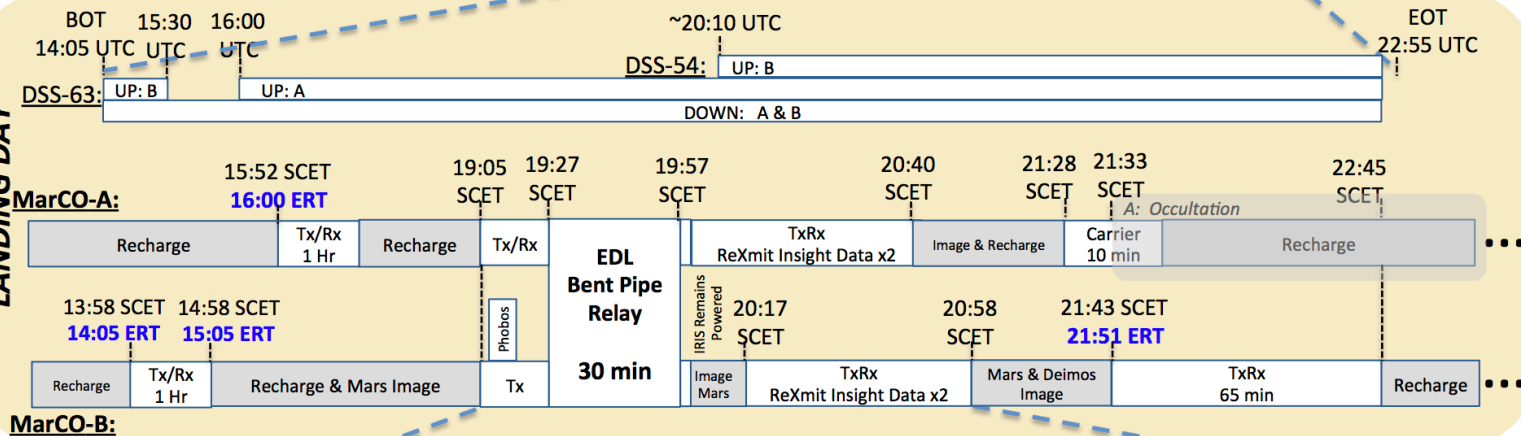 BOT
14:05 UTC
15:30
UTC
16:00
UTC
~20:10 UTC
EOT
22:55 UTC
DSS-54:
UP: B
DSS-63:
UP: B
UP: A
DOWN: A & B
LANDING DAY
MarCO-A:
15:52 SCET
16:00 ERT
19:05
SCET
19:27
SCET
19:57
SCET
20:40
SCET
21:28
SCET
21:33
SCET
22:45
SCET
A: Occultation
Recharge
Tx/Rx
1 Hr
Recharge
Tx/Rx
EDL
Bent Pipe
Relay
30 min
TxRx
ReXmit Insight Data x2
Image & Recharge
Carrier
10 min
Recharge
13:58 SCET
14:05 ERT
14:58 SCET
15:05 ERT
Phobos
IRIS Remains
Powered
20:17
SCET
20:58
SCET
21:43 SCET
21:51 ERT
Recharge
Tx/Rx
1 Hr
Recharge & Mars Image
Tx
Image
Mars
TxRx
ReXmit Insight Data x2
Mars & Deimos
Image
TxRx
65 min
Recharge
MarCO-B: